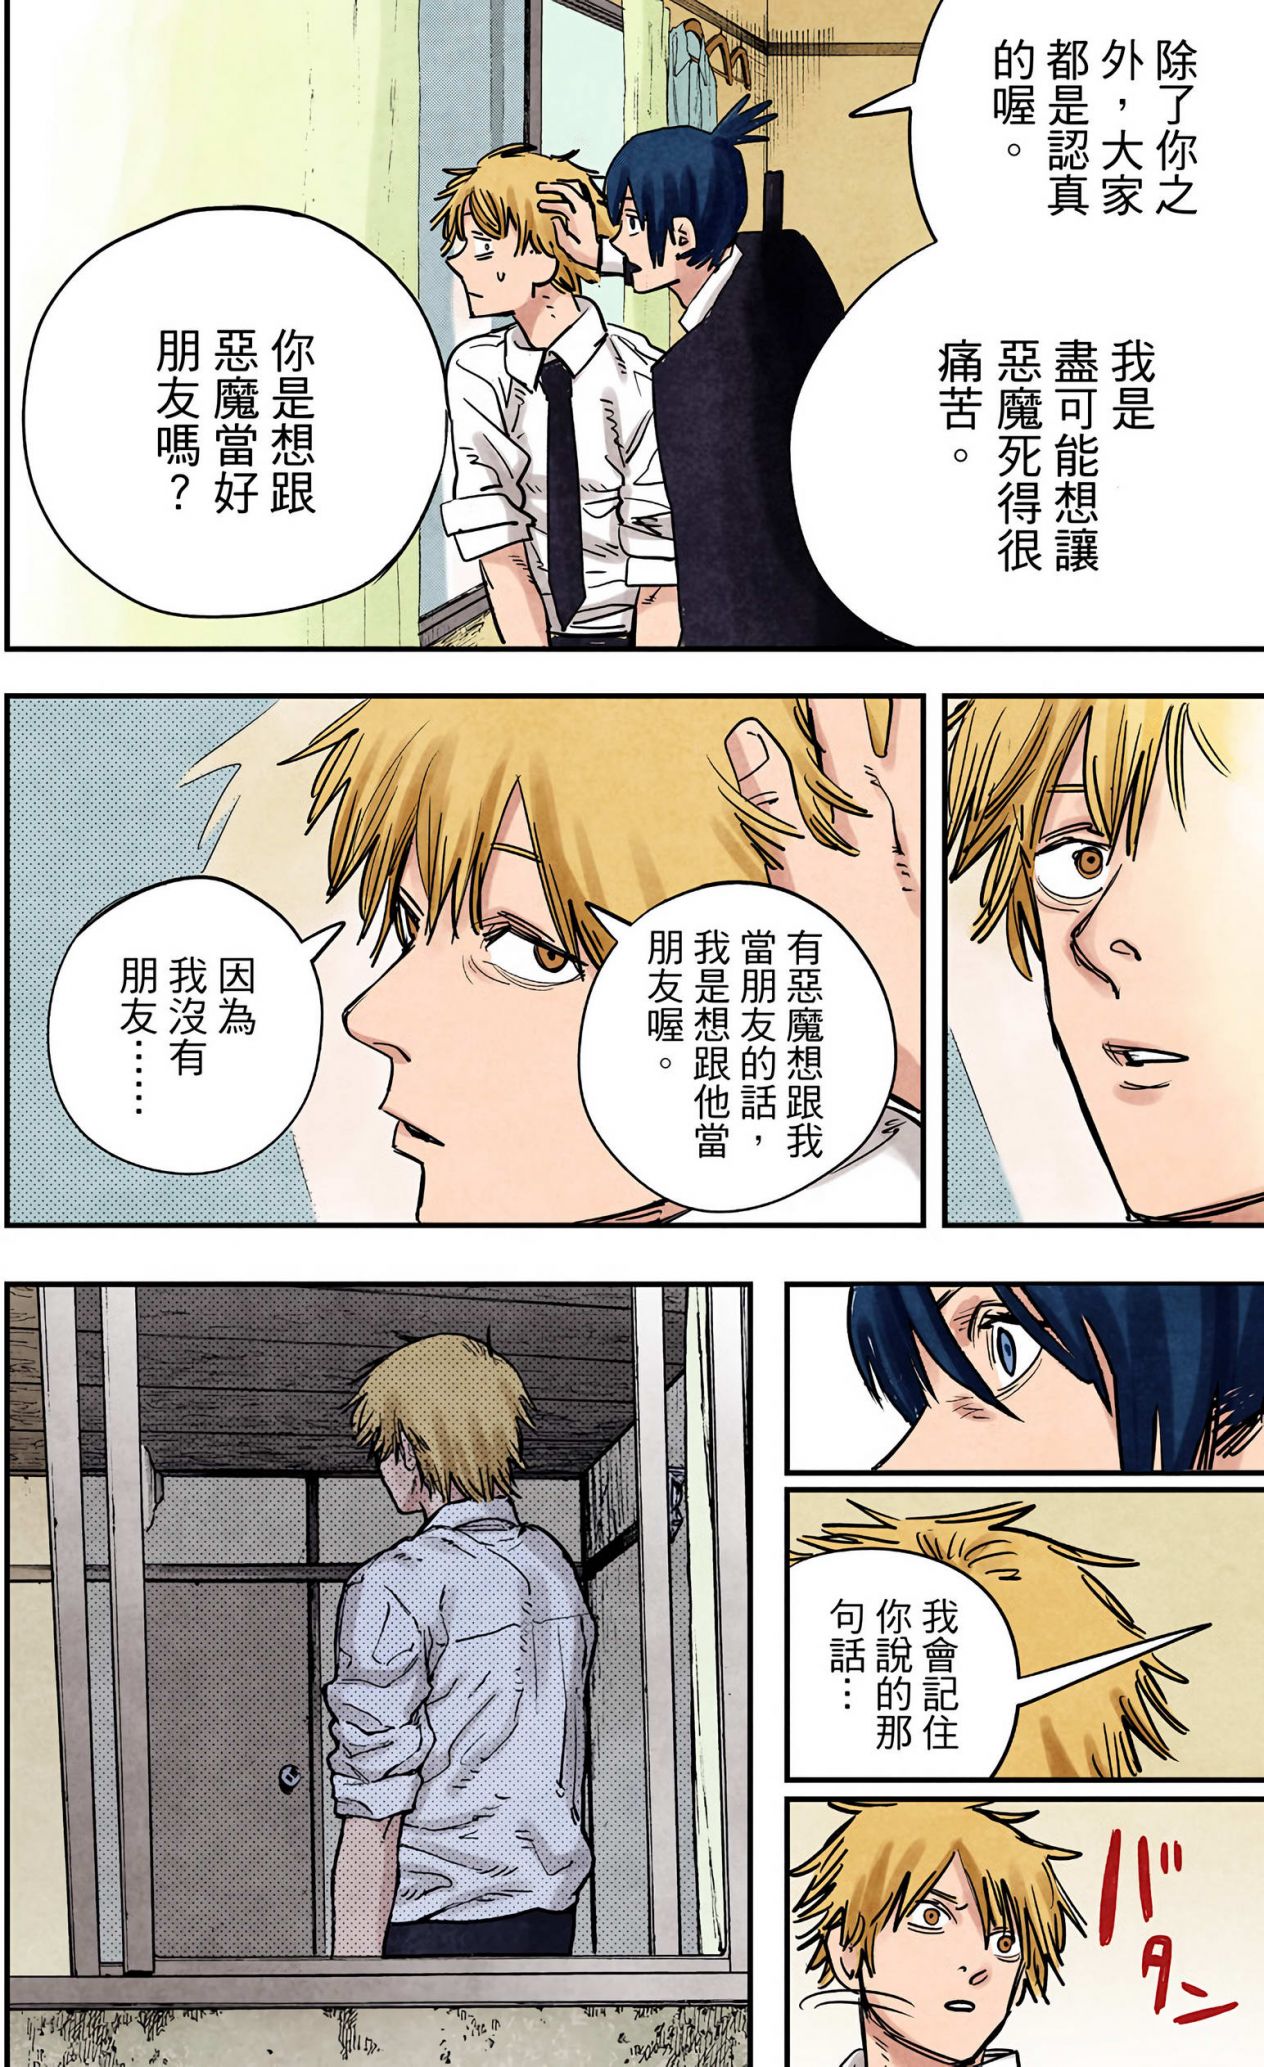 除了你之
外，大家
都是認真
的喔。
我是
盡可能想讓
惡魔死得很
痛苦。
你是想跟
惡魔當好
朋友嗎？
有惡魔想跟我
當朋友的話，
我是想跟他當
朋友喔。
因為
我沒有
朋友……
我會記住
你說的那
句話…
バタン